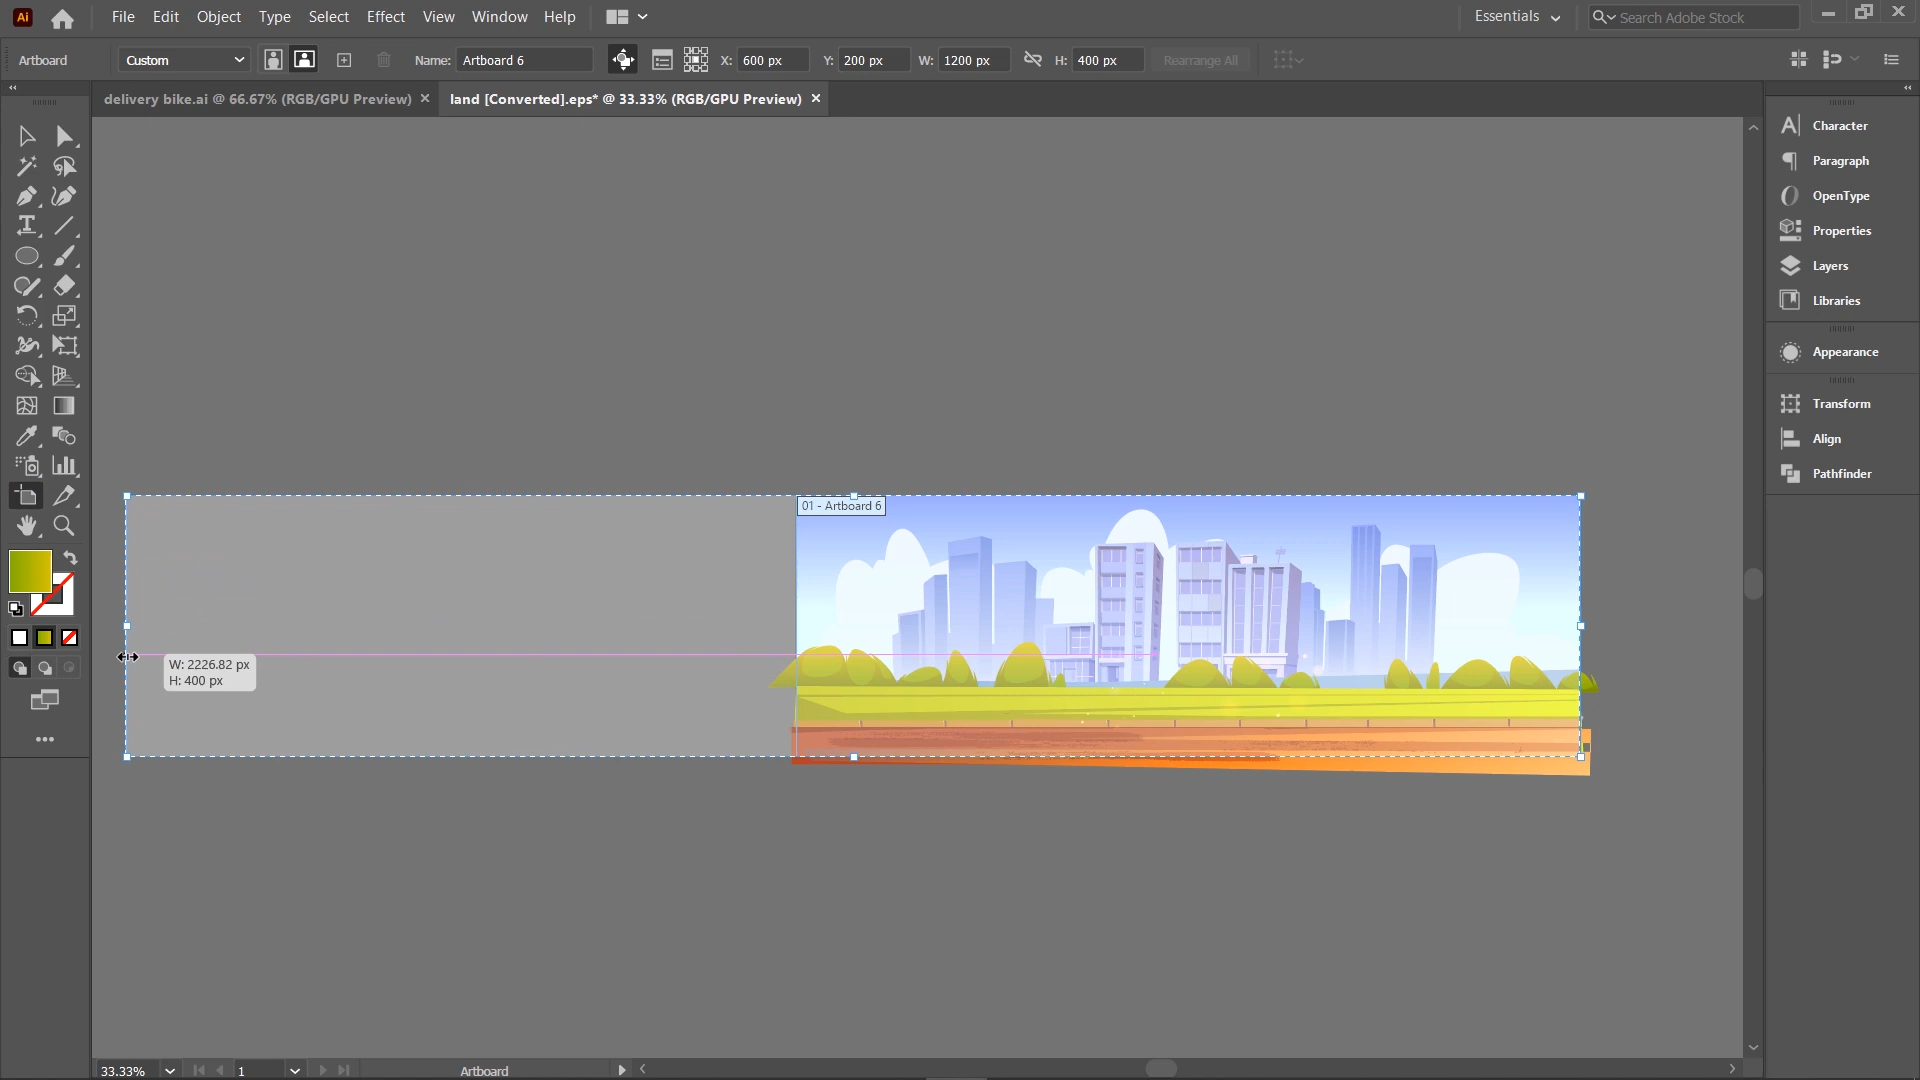 Ai File Edit Object Type Select Effect View Window Help Essentials Search Adobe Stock
Artboard Custom Name: Artboard 6 X: 600 px Y: 200 px W: 1200 px H: 400 px Rearrange All
delivery bike.ai @ 66.67% (RGB/GPU Preview) land [Converted].eps* @ 33.33% (RGB/GPU Preview)
Character
Paragraph
OpenType
Properties
Layers
Libraries
Appearance
Transform
Align
Pathfinder
01 - Artboard 6
W: 2226.82 px
H: 400 px
33.33% 1 Artboard